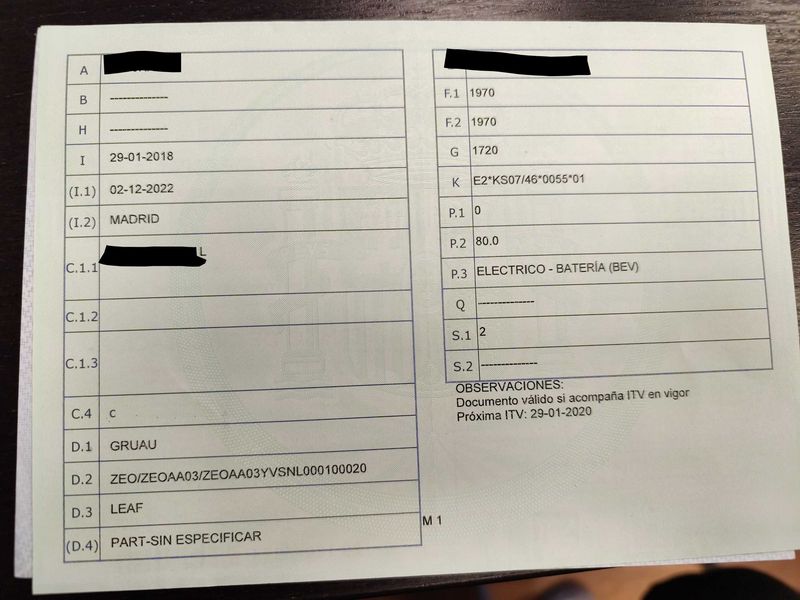 A
B --------------
H --------------
I 29-01-2018
(I.1) 02-12-2022
(I.2) MADRID
C.1.1 L
C.1.2
C.1.3
C.4 c
D.1 GRUAU
D.2 ZEO/ZEOAA03/ZEOAA03YVSNL000100020
D.3 LEAF
(D.4) PART-SIN ESPECIFICAR
F.1 1970
F.2 1970
G 1720
K E2*KS07/46*0055*01
P.1 0
P.2 80.0
P.3 ELECTRICO - BATERÍA (BEV)
Q --------------
S.1 2
S.2 --------------
OBSERVACIONES:
Documento válido si acompaña ITV en vigor
Próxima ITV: 29-01-2020
M 1